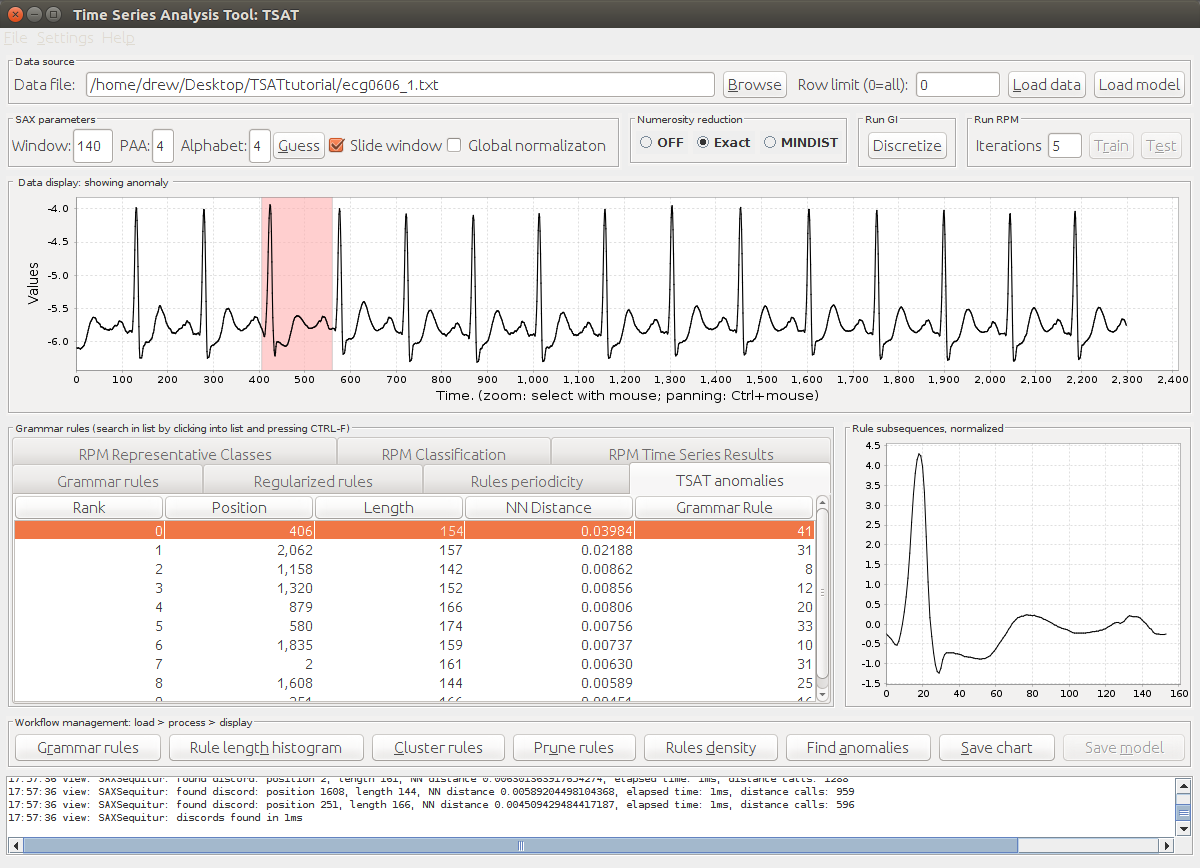 Time Series Analysis Tool: TSAT
File Settings Help
Data source
Data file: /home/drew/Desktop/TSATtutorial/ecg0606_1.txt Browse Row limit (0=all): 0 Load data Load model
SAX parameters Numerosity reduction Run GI Run RPM
Window: 140 PAA: 4 Alphabet: 4 Guess Slide window Global normalizaton OFF Exact MINDIST Discretize Iterations 5 Train Test
Data display: showing anomaly
-4.0
-4.5
-5.0
-5.5
-6.0
Values
0 100 200 300 400 500 600 700 800 900 1,000 1,100 1,200 1,300 1,400 1,500 1,600 1,700 1,800 1,900 2,000 2,100 2,200 2,300 2,400
Time. (zoom: select with mouse; panning: Ctrl+mouse)
Grammar rules (search in list by clicking into list and pressing CTRL-F)
RPM Representative Classes RPM Classification RPM Time Series Results
Grammar rules Regularized rules Rules periodicity TSAT anomalies
Rank Position Length NN Distance Grammar Rule
0 406 154 0.03984 41
1 2,062 157 0.02188 31
2 1,158 142 0.00862 8
3 1,320 152 0.00856 12
4 879 166 0.00806 20
5 580 174 0.00756 33
6 1,835 159 0.00737 10
7 2 161 0.00630 31
8 1,608 144 0.00589 25
Rule subsequences, normalized
4.5
4.0
3.5
3.0
2.5
2.0
1.5
1.0
0.5
0.0
-0.5
-1.0
-1.5
0 20 40 60 80 100 120 140 160
Workflow management: load > process > display
Grammar rules Rule length histogram Cluster rules Prune rules Rules density Find anomalies Save chart Save model
17:57:36 view: SAXSequitur: found discord: position 2, length 161, NN distance 0.006301363917654274, elapsed time: 1ms, distance calls: 1288
17:57:36 view: SAXSequitur: found discord: position 1608, length 144, NN distance 0.00589204498104368, elapsed time: 1ms, distance calls: 959
17:57:36 view: SAXSequitur: found discord: position 251, length 166, NN distance 0.004509429484417187, elapsed time: 1ms, distance calls: 596
17:57:36 view: SAXSequitur: discords found in 1ms